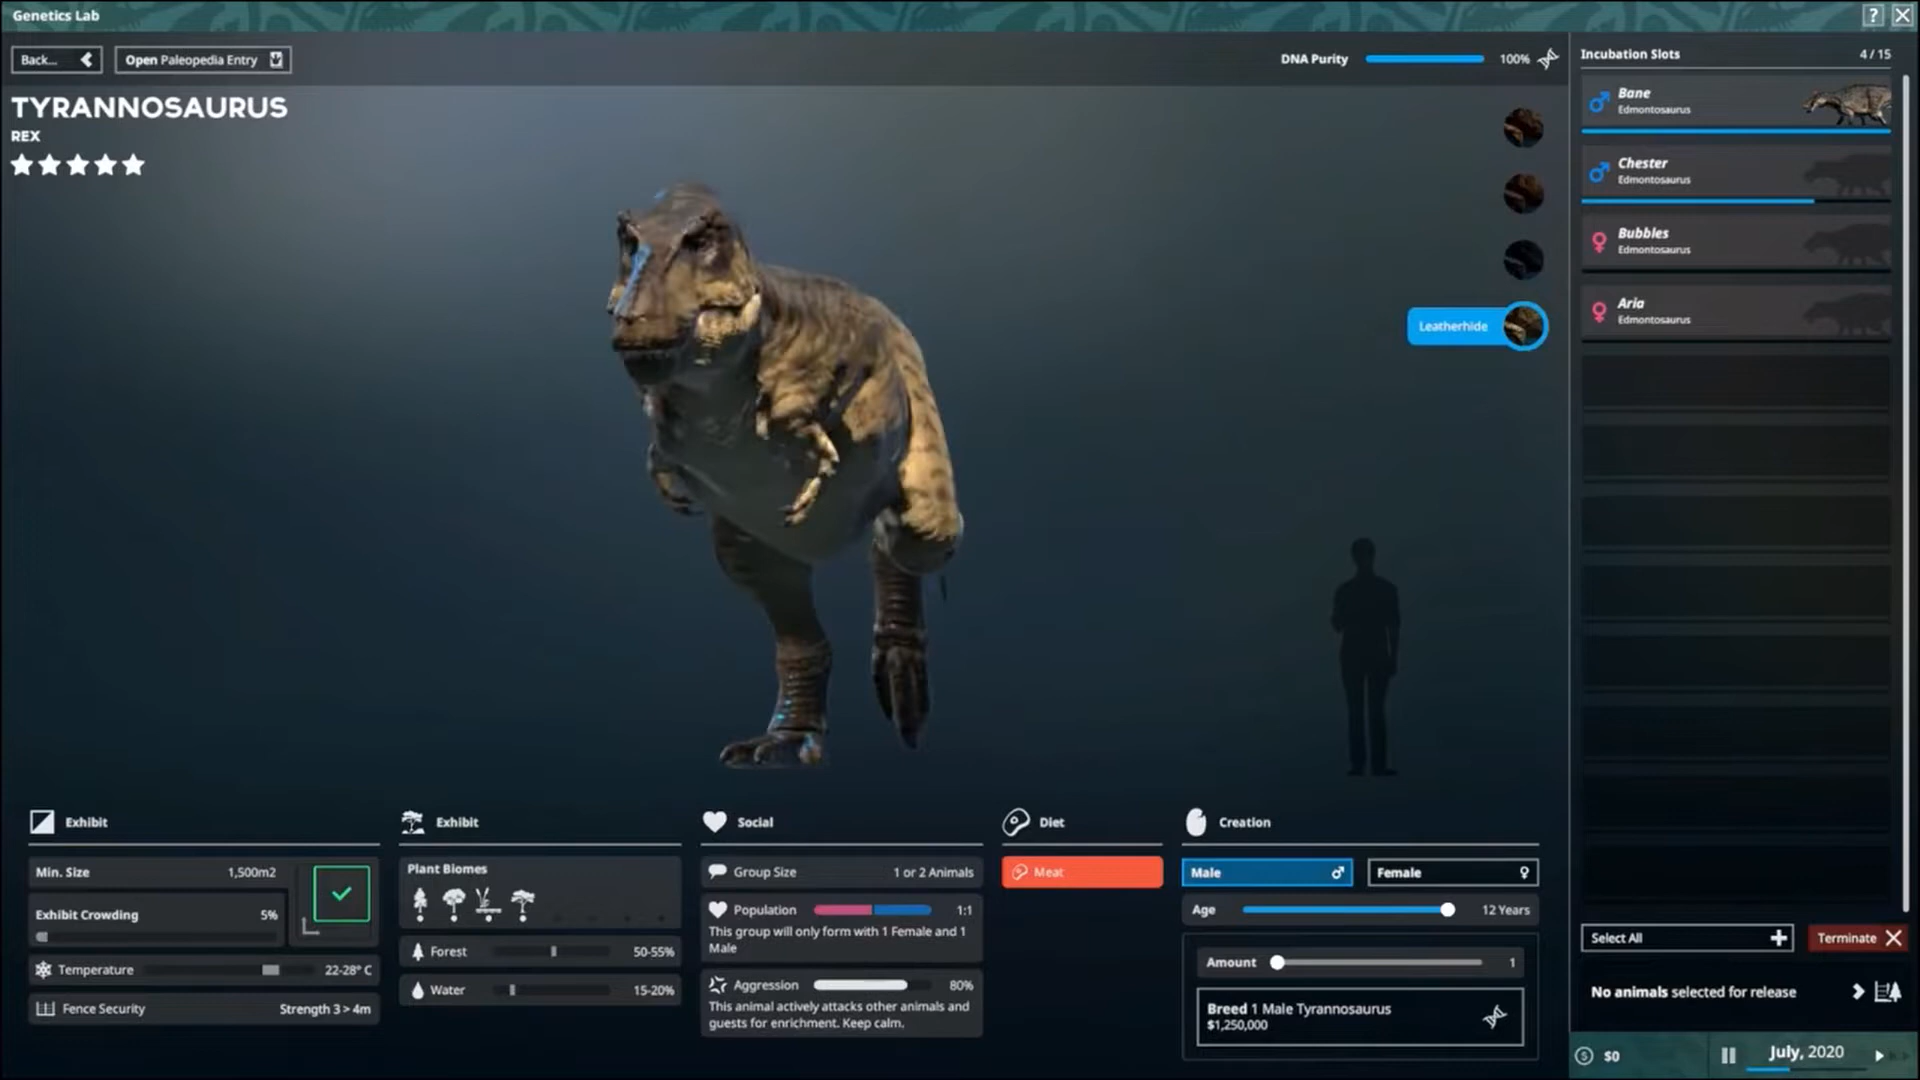 Genetics Lab
?
Back...
Open Paleopedia Entry
DNA Purity
100%
TYRANNOSAURUS
REX
Leatherhide
Incubation Slots
4 / 15
Bane
Edmontosaurus
Chester
Edmontosaurus
Bubbles
Edmontosaurus
Aria
Edmontosaurus
Exhibit
Min. Size
1,500m2
Exhibit Crowding
5%
Temperature
22-28° C
Fence Security
Strength 3 > 4m
Exhibit
Plant Biomes
Forest
50-55%
Water
15-20%
Social
Group Size
1 or 2 Animals
Population
1:1
This group will only form with 1 Female and 1
Male
Aggression
80%
This animal actively attacks other animals and
guests for enrichment. Keep calm.
Diet
Meat
Creation
Male
Female
Age
12 Years
Amount
1
Breed 1 Male Tyrannosaurus
$1,250,000
Select All
Terminate
No animals selected for release
$0
July, 2020